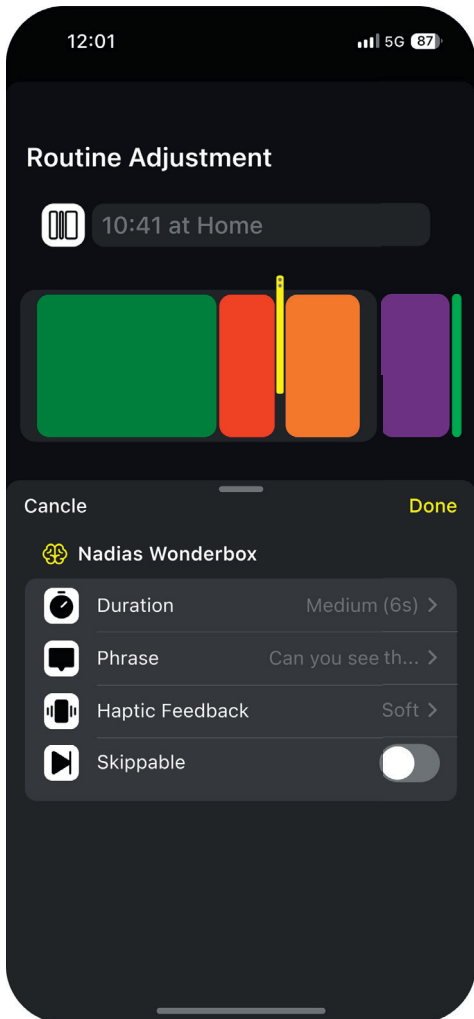 12:01 5G 87
Routine Adjustment
10:41 at Home
Cancle Done
Nadias Wonderbox
Duration Medium (6s)
Phrase Can you see th...
Haptic Feedback Soft
Skippable